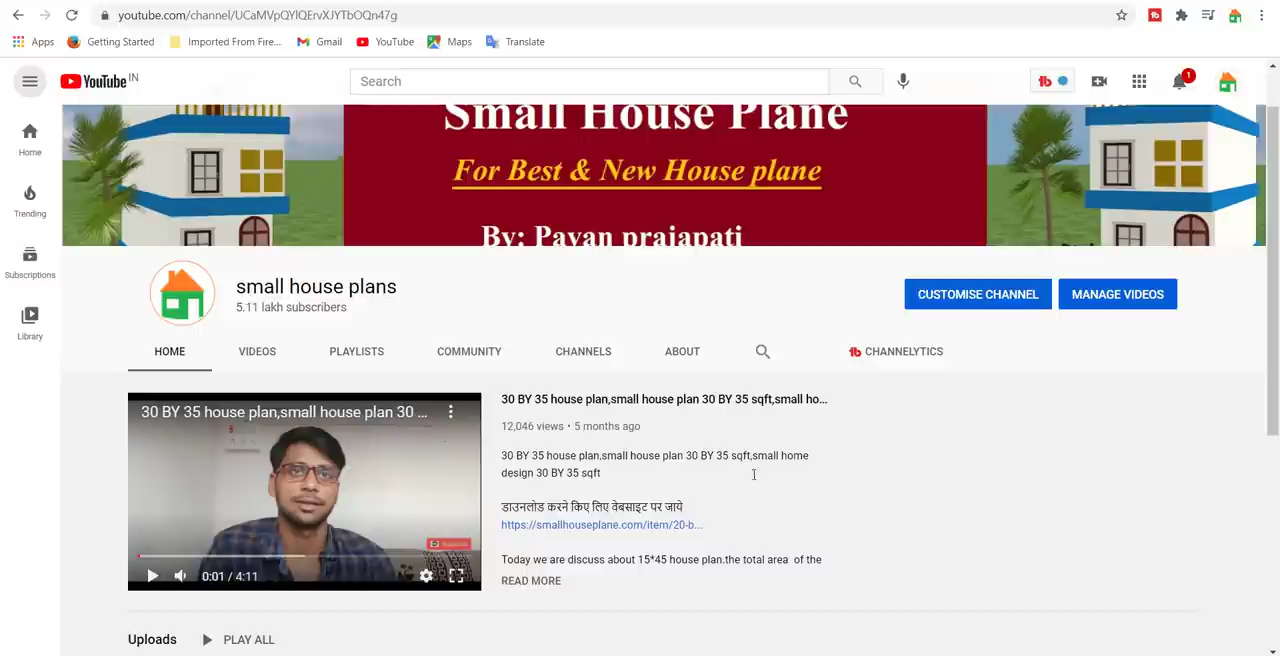 youtube.com/channel/UCaMVpQYlQErvXJYTbOQn47g
Apps Getting Started Imported From Fire... Gmail YouTube Maps Translate
YouTube IN
Search
tb
1
Home
Trending
Subscriptions
Library
Small House Plane
For Best & New House plane
By: Pavan prajapati
small house plans
5.11 lakh subscribers
CUSTOMISE CHANNEL MANAGE VIDEOS
HOME VIDEOS PLAYLISTS COMMUNITY CHANNELS ABOUT tb CHANNELYTICS
30 BY 35 house plan,small house plan 30 ...
0:01 / 4:11
30 BY 35 house plan,small house plan 30 BY 35 sqft,small ho...
12,046 views • 5 months ago
30 BY 35 house plan,small house plan 30 BY 35 sqft,small home
design 30 BY 35 sqft
डाउनलोड करने किए लिए वेबसाइट पर जाये
https://smallhouseplane.com/item/20-b...
Today we are discuss about 15*45 house plan.the total area of the
READ MORE
Uploads PLAY ALL